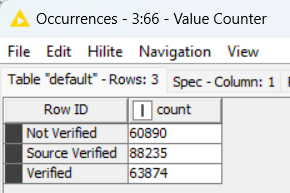 Occurrences - 3:66 - Value Counter
File Edit Hilite Navigation View
Table "default" - Rows: 3 Spec - Column: 1
Row ID I count
Not Verified 60890
Source Verified 88235
Verified 63874